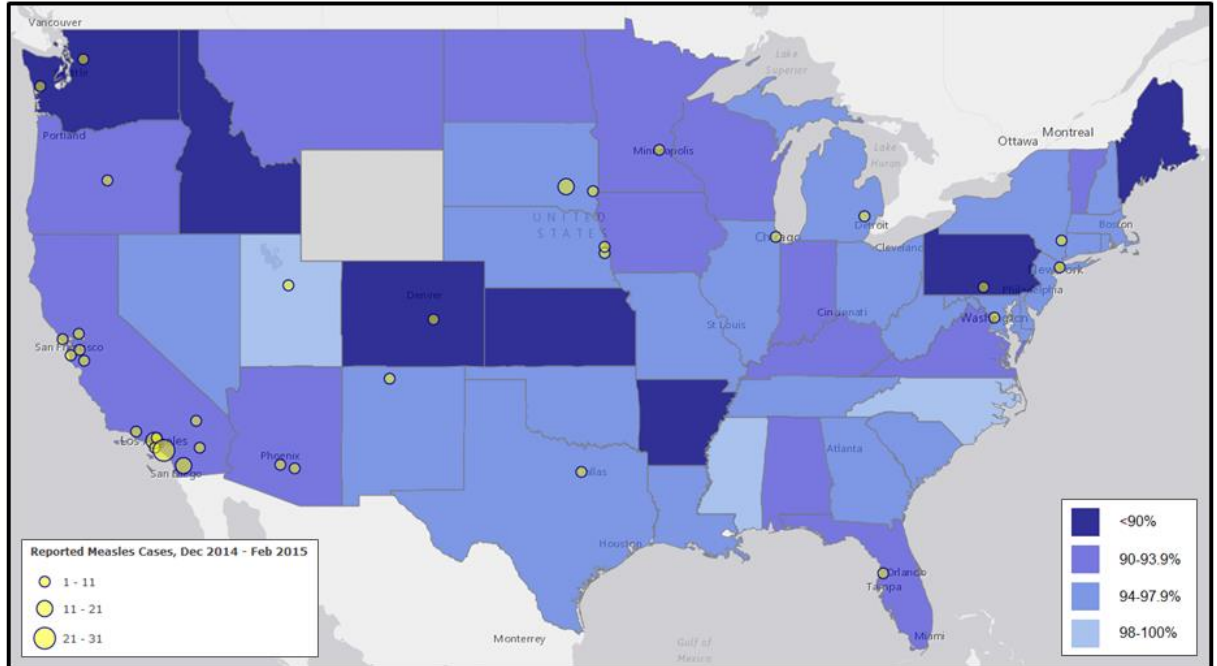 Vancouver
Portland
Minneapolis
Ottawa
Montreal
Lake
Superior
Lake
Huron
UNITED
STATES
Chicago
Detroit
Cleveland
Boston
New York
Philadelphia
Denver
St Louis
Cincinnati
Washington
San Francisco
Los Angeles
Phoenix
San Diego
Dallas
Atlanta
Houston
Orlando
Tampa
Miami
Monterrey
Gulf of
Mexico
Reported Measles Cases, Dec 2014 - Feb 2015
1 - 11
11 - 21
21 - 31
<90%
90-93.9%
94-97.9%
98-100%